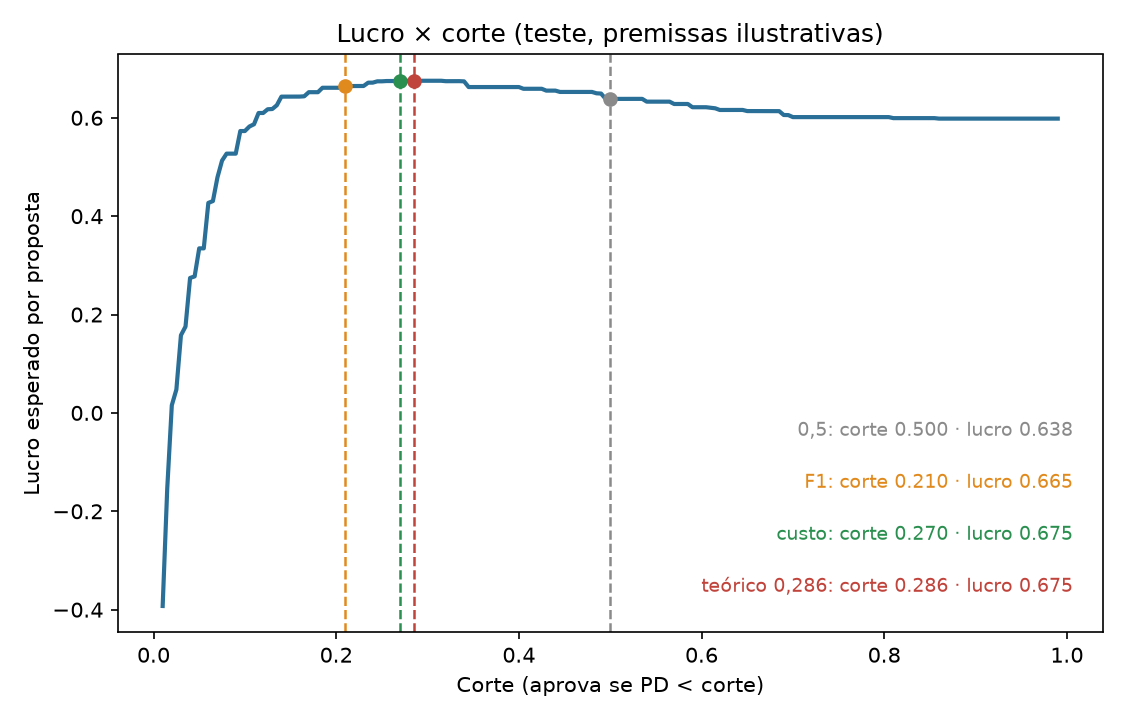 Lucro × corte (teste, premissas ilustrativas)
Lucro esperado por proposta
0.6
0.4
0.2
0.0
−0.2
−0.4
0,5: corte 0.500 · lucro 0.638
F1: corte 0.210 · lucro 0.665
custo: corte 0.270 · lucro 0.675
teórico 0,286: corte 0.286 · lucro 0.675
0.0 0.2 0.4 0.6 0.8 1.0
Corte (aprova se PD < corte)